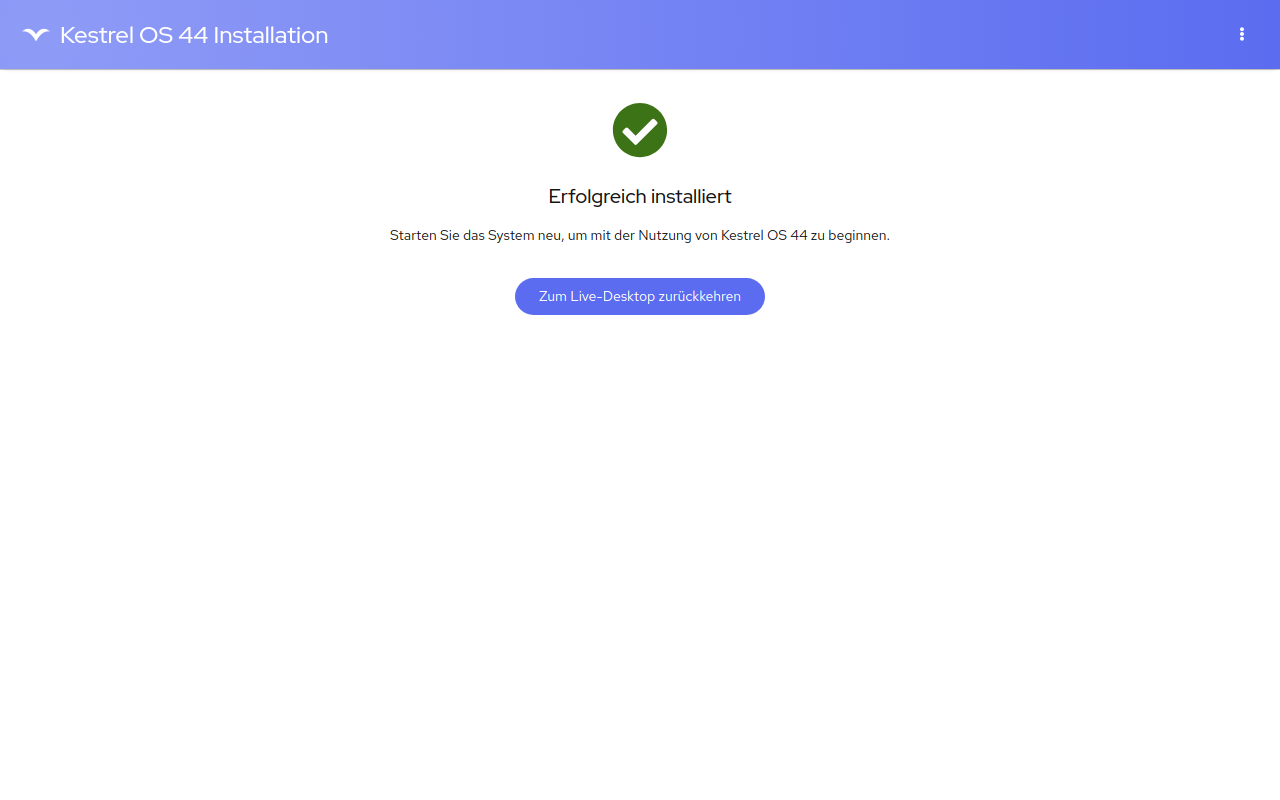 Kestrel OS 44 Installation
Erfolgreich installiert
Starten Sie das System neu, um mit der Nutzung von Kestrel OS 44 zu beginnen.
Zum Live-Desktop zurückkehren